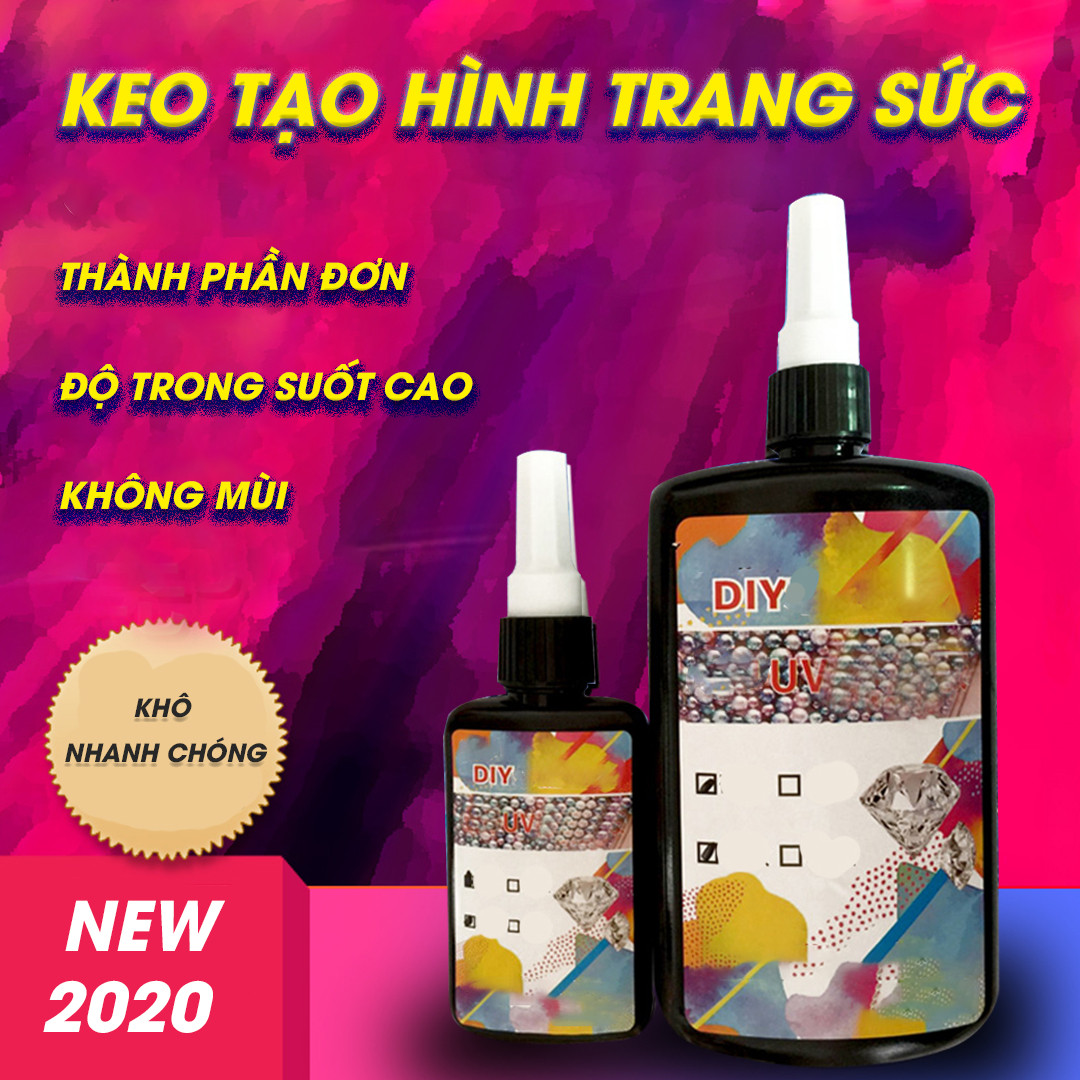 KEO TẠO HÌNH TRANG SỨC
THÀNH PHẦN ĐƠN
ĐỘ TRONG SUỐT CAO
KHÔNG MÙI
KHÔ
NHANH CHÓNG
NEW
2020
DIY
UV
DIY
UV